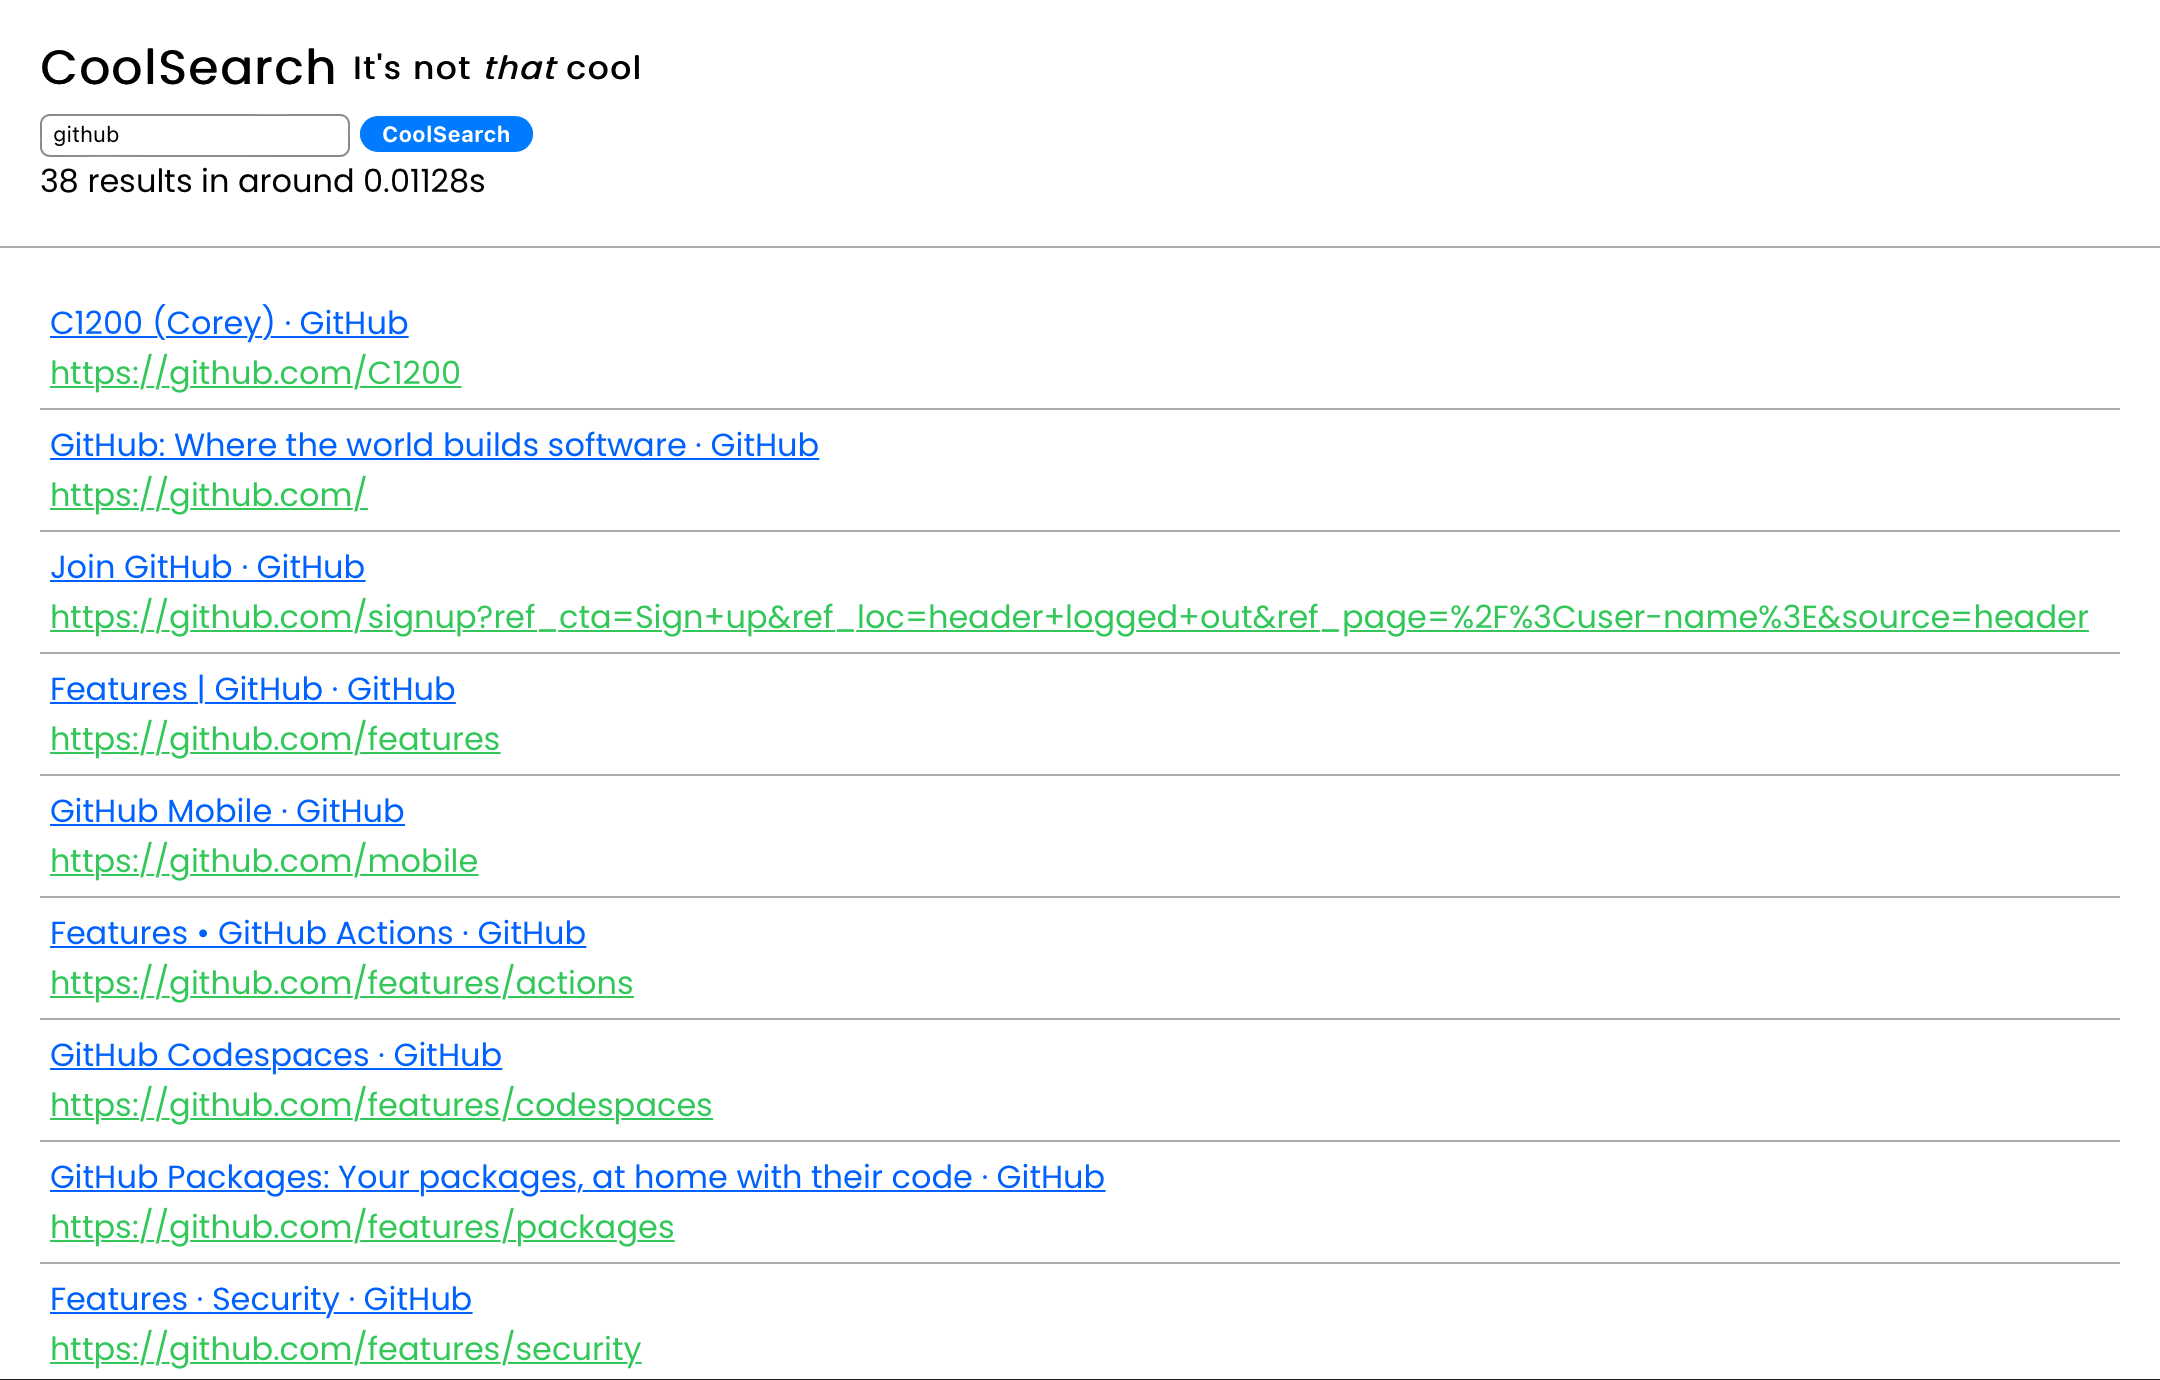 CoolSearch It's not that cool
github CoolSearch
38 results in around 0.01128s
C1200 (Corey) · GitHub
https://github.com/C1200
GitHub: Where the world builds software · GitHub
https://github.com/
Join GitHub · GitHub
https://github.com/signup?ref_cta=Sign+up&ref_loc=header+logged+out&ref_page=%2F%3Cuser-name%3E&source=header
Features | GitHub · GitHub
https://github.com/features
GitHub Mobile · GitHub
https://github.com/mobile
Features • GitHub Actions · GitHub
https://github.com/features/actions
GitHub Codespaces · GitHub
https://github.com/features/codespaces
GitHub Packages: Your packages, at home with their code · GitHub
https://github.com/features/packages
Features · Security · GitHub
https://github.com/features/security